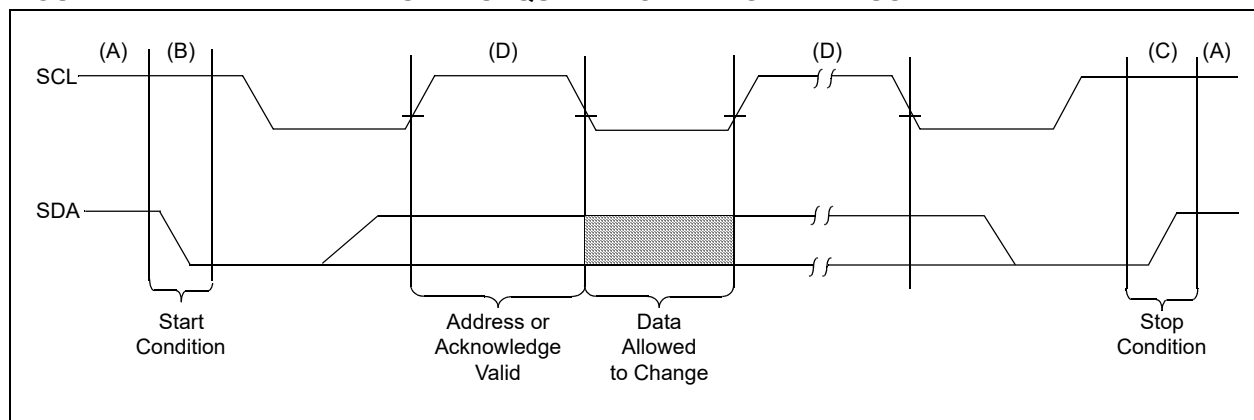 (A) (B) (D) (D) (C) (A)
SCL
SDA
Start
Condition
Address or
Acknowledge
Valid
Data
Allowed
to Change
Stop
Condition